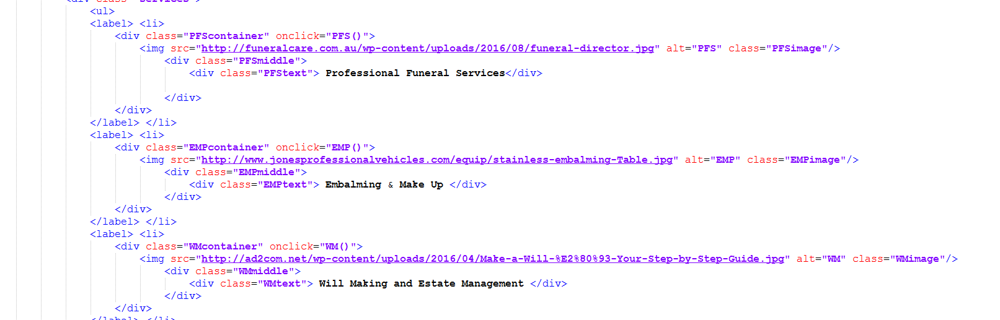 <div class="Services">
<ul>
<label> <li>
<div class="PFScontainer" onclick="PFS()">
<img src="http://funeralcare.com.au/wp-content/uploads/2016/08/funeral-director.jpg" alt="PFS" class="PFSimage"/>
<div class="PFSmiddle">
<div class="PFStext"> Professional Funeral Services</div>
</div>
</div>
</label> </li>
<label> <li>
<div class="EMPcontainer" onclick="EMP()">
<img src="http://www.jonesprofessionalvehicles.com/equip/stainless-embalming-Table.jpg" alt="EMP" class="EMPimage"/>
<div class="EMPmiddle">
<div class="EMPtext"> Embalming & Make Up </div>
</div>
</div>
</label> </li>
<label> <li>
<div class="WMcontainer" onclick="WM()">
<img src="http://ad2com.net/wp-content/uploads/2016/04/Make-a-Will-%E2%80%93-Your-Step-by-Step-Guide.jpg" alt="WM" class="WMimage"/>
<div class="WMmiddle">
<div class="WMtext"> Will Making and Estate Management </div>
</div>
</div>
</label> </li>